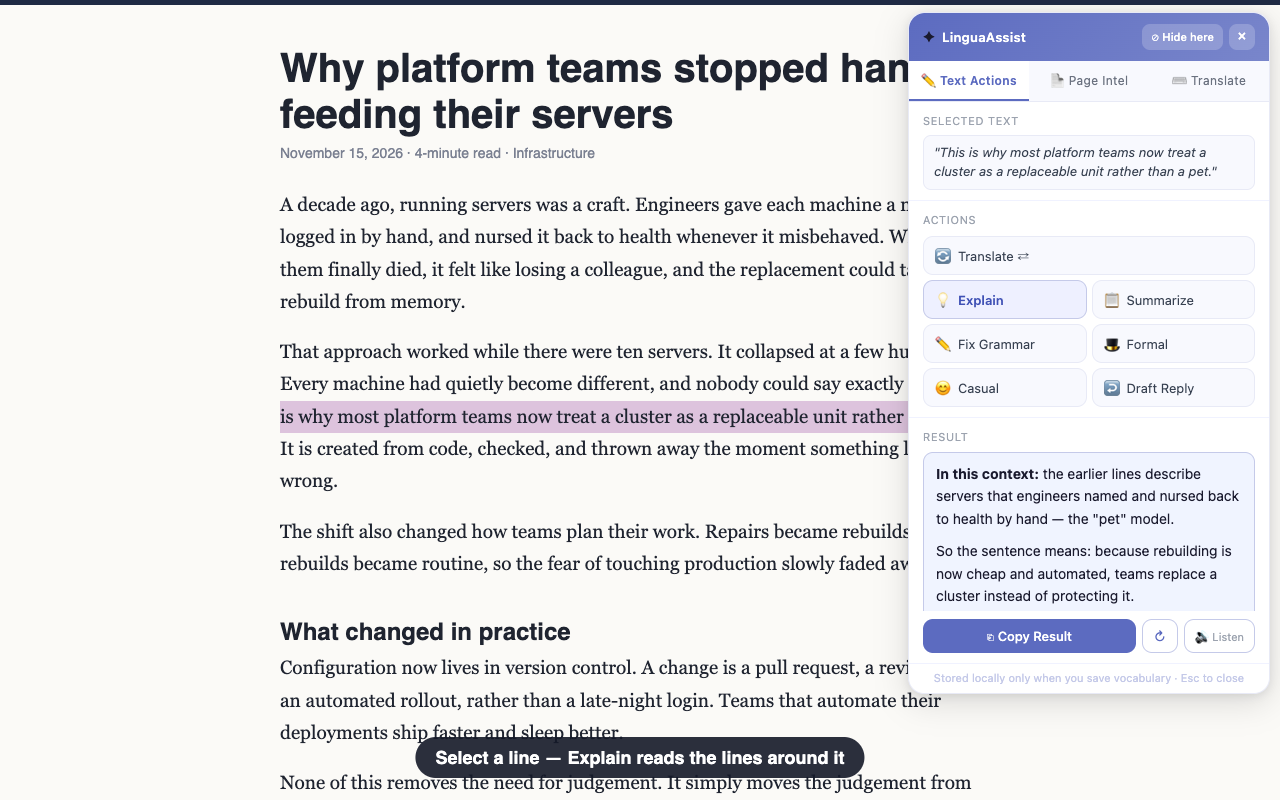 Why platform teams stopped han
feeding their servers
November 15, 2026 · 4-minute read · Infrastructure
A decade ago, running servers was a craft. Engineers gave each machine a
logged in by hand, and nursed it back to health whenever it misbehaved.
them finally died, it felt like losing a colleague, and the replacement could
rebuild from memory.
That approach worked while there were ten servers. It collapsed at a few
Every machine had quietly become different, and nobody could say exactly
is why most platform teams now treat a cluster as a replaceable unit rather
It is created from code, checked, and thrown away the moment something
wrong.
The shift also changed how teams plan their work. Repairs became rebuilds
rebuilds became routine, so the fear of touching production slowly faded
What changed in practice
Configuration now lives in version control. A change is a pull request, a
an automated rollout, rather than a late-night login. Teams that automate their
deployments ship faster and sleep better.
None of this removes the need for judgement. It simply moves the judgement from
Select a line — Explain reads the lines around it
✦ LinguaAssist
⊘ Hide here
×
✏️ Text Actions
Page Intel
Translate
SELECTED TEXT
"This is why most platform teams now treat a
cluster as a replaceable unit rather than a pet."
ACTIONS
Translate ⇄
Explain
Summarize
Fix Grammar
Formal
Casual
Draft Reply
RESULT
In this context: the earlier lines describe
servers that engineers named and nursed back
to health by hand — the "pet" model.
So the sentence means: because rebuilding is
now cheap and automated, teams replace a
cluster instead of protecting it.
Copy Result
↻
Listen
Stored locally only when you save vocabulary · Esc to close